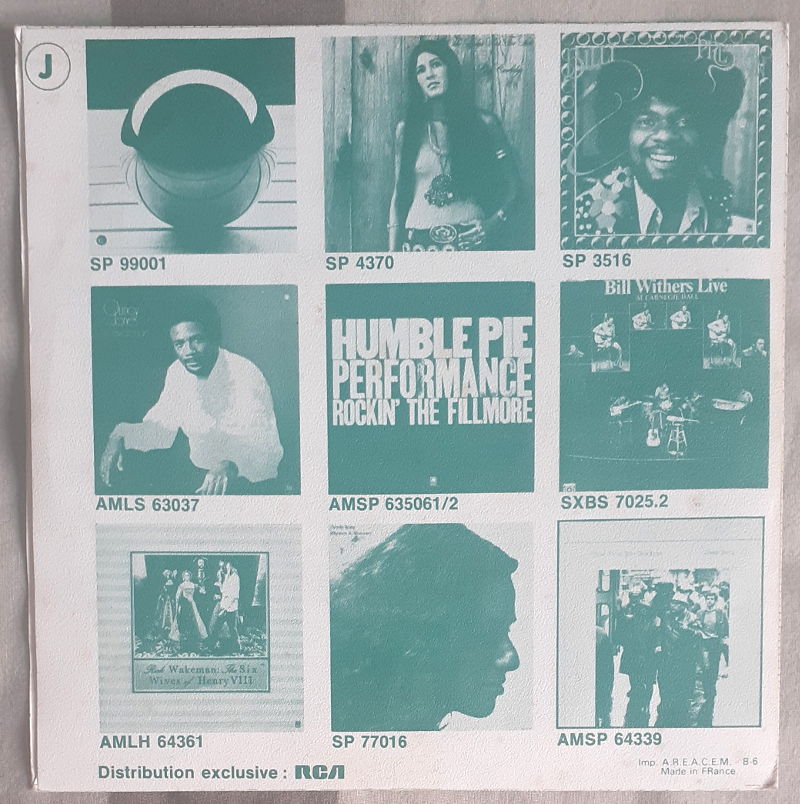 J
SP 99001
SP 4370
PIG
SP 3516
Quincy
Jones
AMLS 63037
HUMBLE PIE
PERFORMANCE
ROCKIN' THE FILLMORE
AMSP 635061/2
Bill Withers Live
AT CARNEGIE HALL
SXBS 7025.2
Rick Wakeman: The Six
Wives of Henry VIII
AMLH 64361
SP 77016
AMSP 64339
Distribution exclusive : RCA
Imp. A.R.E.A.C.E.M. - B-6
Made in FRance.